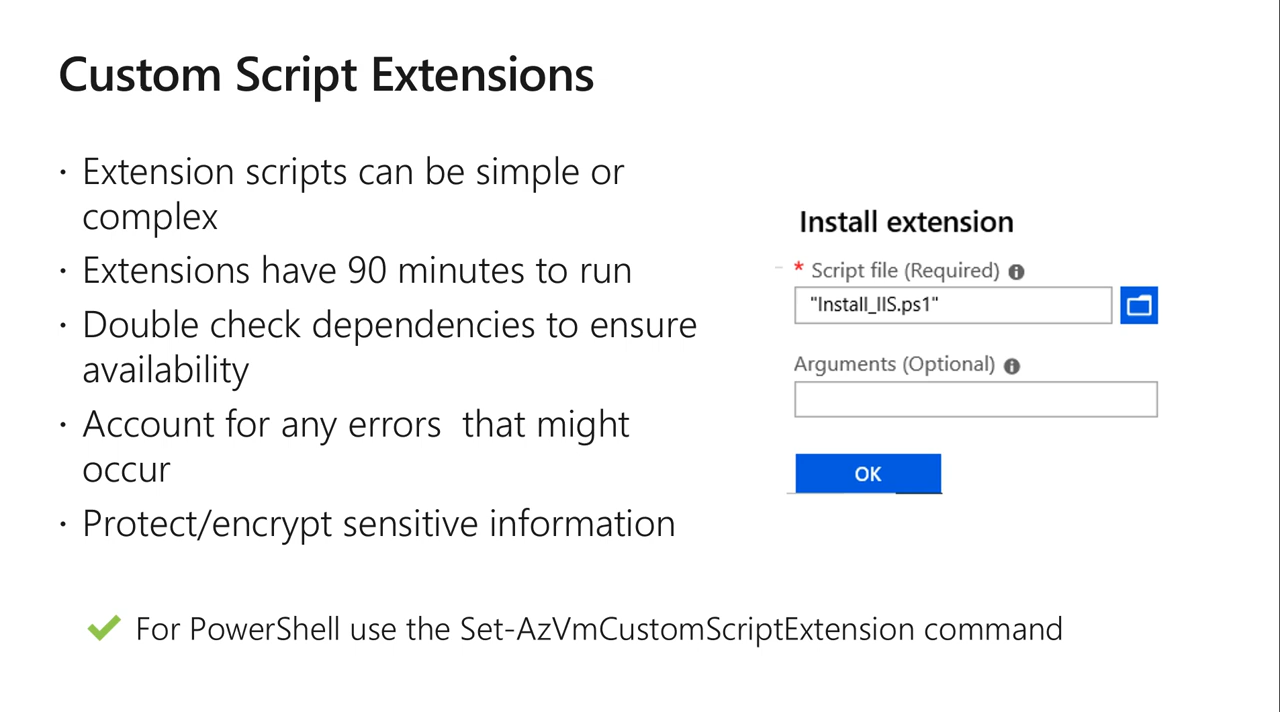 Custom Script Extensions
· Extension scripts can be simple or
complex
· Extensions have 90 minutes to run
· Double check dependencies to ensure
availability
· Account for any errors  that might
occur
· Protect/encrypt sensitive information
Install extension
* Script file (Required)
"Install_IIS.ps1"
Arguments (Optional)
OK
For PowerShell use the Set-AzVmCustomScriptExtension command